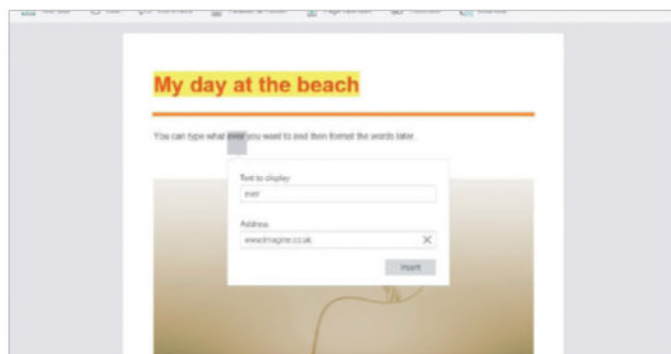 My day at the beach
You can type what ever you want to and then format the words later.
Text to display
ever
Address
www.imagine.co.uk
Insert